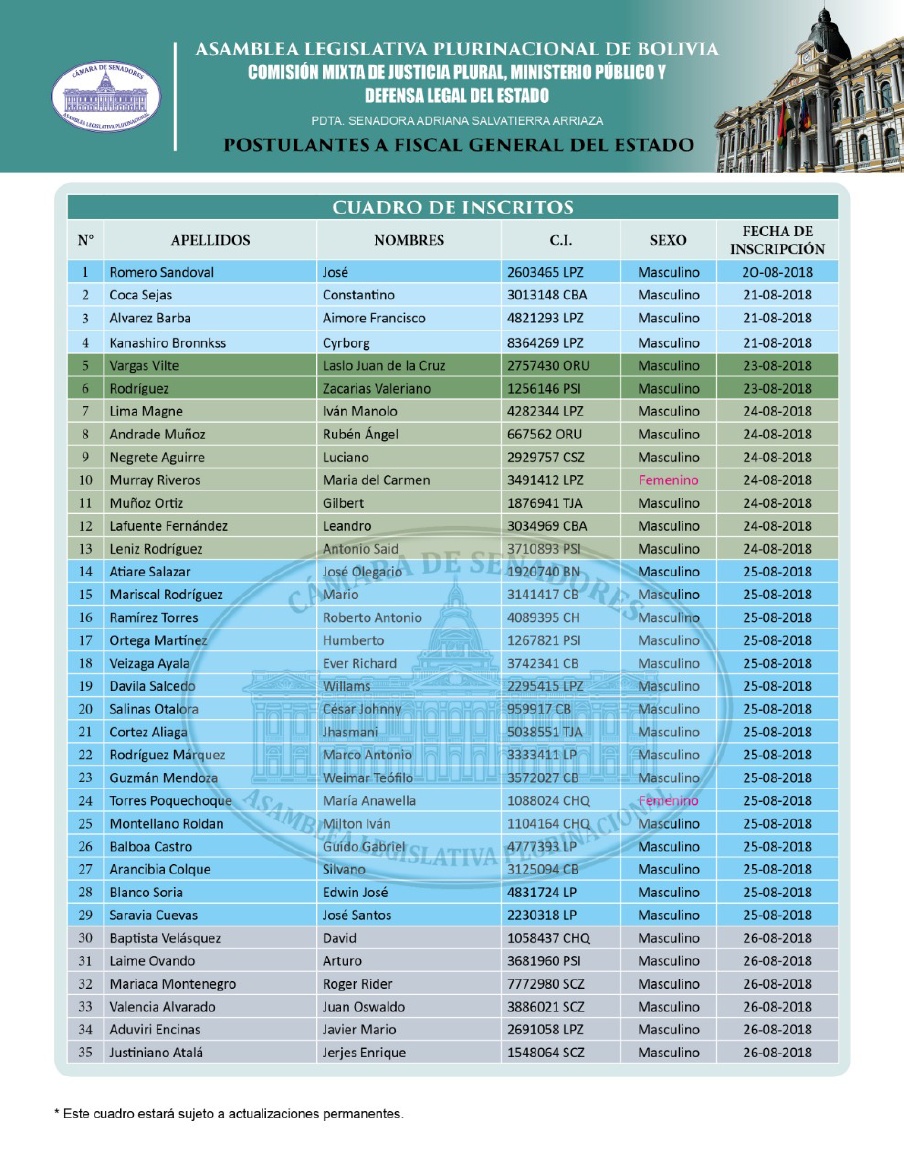 CÁMARA DE SENADORES
ASAMBLEA LEGISLATIVA PLURINACIONAL
ASAMBLEA LEGISLATIVA PLURINACIONAL DE BOLIVIA
COMISIÓN MIXTA DE JUSTICIA PLURAL, MINISTERIO PÚBLICO Y
DEFENSA LEGAL DEL ESTADO
PDTA. SENADORA ADRIANA SALVATIERRA ARRIAZA
POSTULANTES A FISCAL GENERAL DEL ESTADO
CUADRO DE INSCRITOS
N° APELLIDOS NOMBRES C.I. SEXO FECHA DE INSCRIPCIÓN
1 Romero Sandoval José 2603465 LPZ Masculino 2O-08-2018
2 Coca Sejas Constantino 3013148 CBA Masculino 21-08-2018
3 Alvarez Barba Aimore Francisco 4821293 LPZ Masculino 21-08-2018
4 Kanashiro Bronnkss Cyrborg 8364269 LPZ Masculino 21-08-2018
5 Vargas Vilte Laslo Juan de la Cruz 2757430 ORU Masculino 23-08-2018
6 Rodríguez Zacarias Valeriano 1256146 PSI Masculino 23-08-2018
7 Lima Magne Iván Manolo 4282344 LPZ Masculino 24-08-2018
8 Andrade Muñoz Rubén Ángel 667562 ORU Masculino 24-08-2018
9 Negrete Aguirre Luciano 2929757 CSZ Masculino 24-08-2018
10 Murray Riveros Maria del Carmen 3491412 LPZ Femenino 24-08-2018
11 Muñoz Ortiz Gilbert 1876941 TJA Masculino 24-08-2018
12 Lafuente Fernández Leandro 3034969 CBA Masculino 24-08-2018
13 Leniz Rodríguez Antonio Said 3710893 PSI Masculino 24-08-2018
14 Atiare Salazar José Olegario 1920740 BN Masculino 25-08-2018
15 Mariscal Rodríguez Mario 3141417 CB Masculino 25-08-2018
16 Ramírez Torres Roberto Antonio 4089395 CH Masculino 25-08-2018
17 Ortega Martínez Humberto 1267821 PSI Masculino 25-08-2018
18 Veizaga Ayala Ever Richard 3742341 CB Masculino 25-08-2018
19 Davila Salcedo Willams 2295415 LPZ Masculino 25-08-2018
20 Salinas Otalora César Johnny 959917 CB Masculino 25-08-2018
21 Cortez Aliaga Jhasmani 5038551 TJA Masculino 25-08-2018
22 Rodríguez Márquez Marco Antonio 3333411 LP Masculino 25-08-2018
23 Guzmán Mendoza Weimar Teófilo 3572027 CB Masculino 25-08-2018
24 Torres Poquechoque María Anawella 1088024 CHQ Femenino 25-08-2018
25 Montellano Roldan Milton Iván 1104164 CHQ Masculino 25-08-2018
26 Balboa Castro Guido Gabriel 4777393 LP Masculino 25-08-2018
27 Arancibia Colque Silvano 3125094 CB Masculino 25-08-2018
28 Blanco Soria Edwin José 4831724 LP Masculino 25-08-2018
29 Saravia Cuevas José Santos 2230318 LP Masculino 25-08-2018
30 Baptista Velásquez David 1058437 CHQ Masculino 26-08-2018
31 Laime Ovando Arturo 3681960 PSI Masculino 26-08-2018
32 Mariaca Montenegro Roger Rider 7772980 SCZ Masculino 26-08-2018
33 Valencia Alvarado Juan Oswaldo 3886021 SCZ Masculino 26-08-2018
34 Aduviri Encinas Javier Mario 2691058 LPZ Masculino 26-08-2018
35 Justiniano Atalá Jerjes Enrique 1548064 SCZ Masculino 26-08-2018
CÁMARA DE SENADORES
ASAMBLEA LEGISLATIVA PLURINACIONAL
* Este cuadro estará sujeto a actualizaciones permanentes.